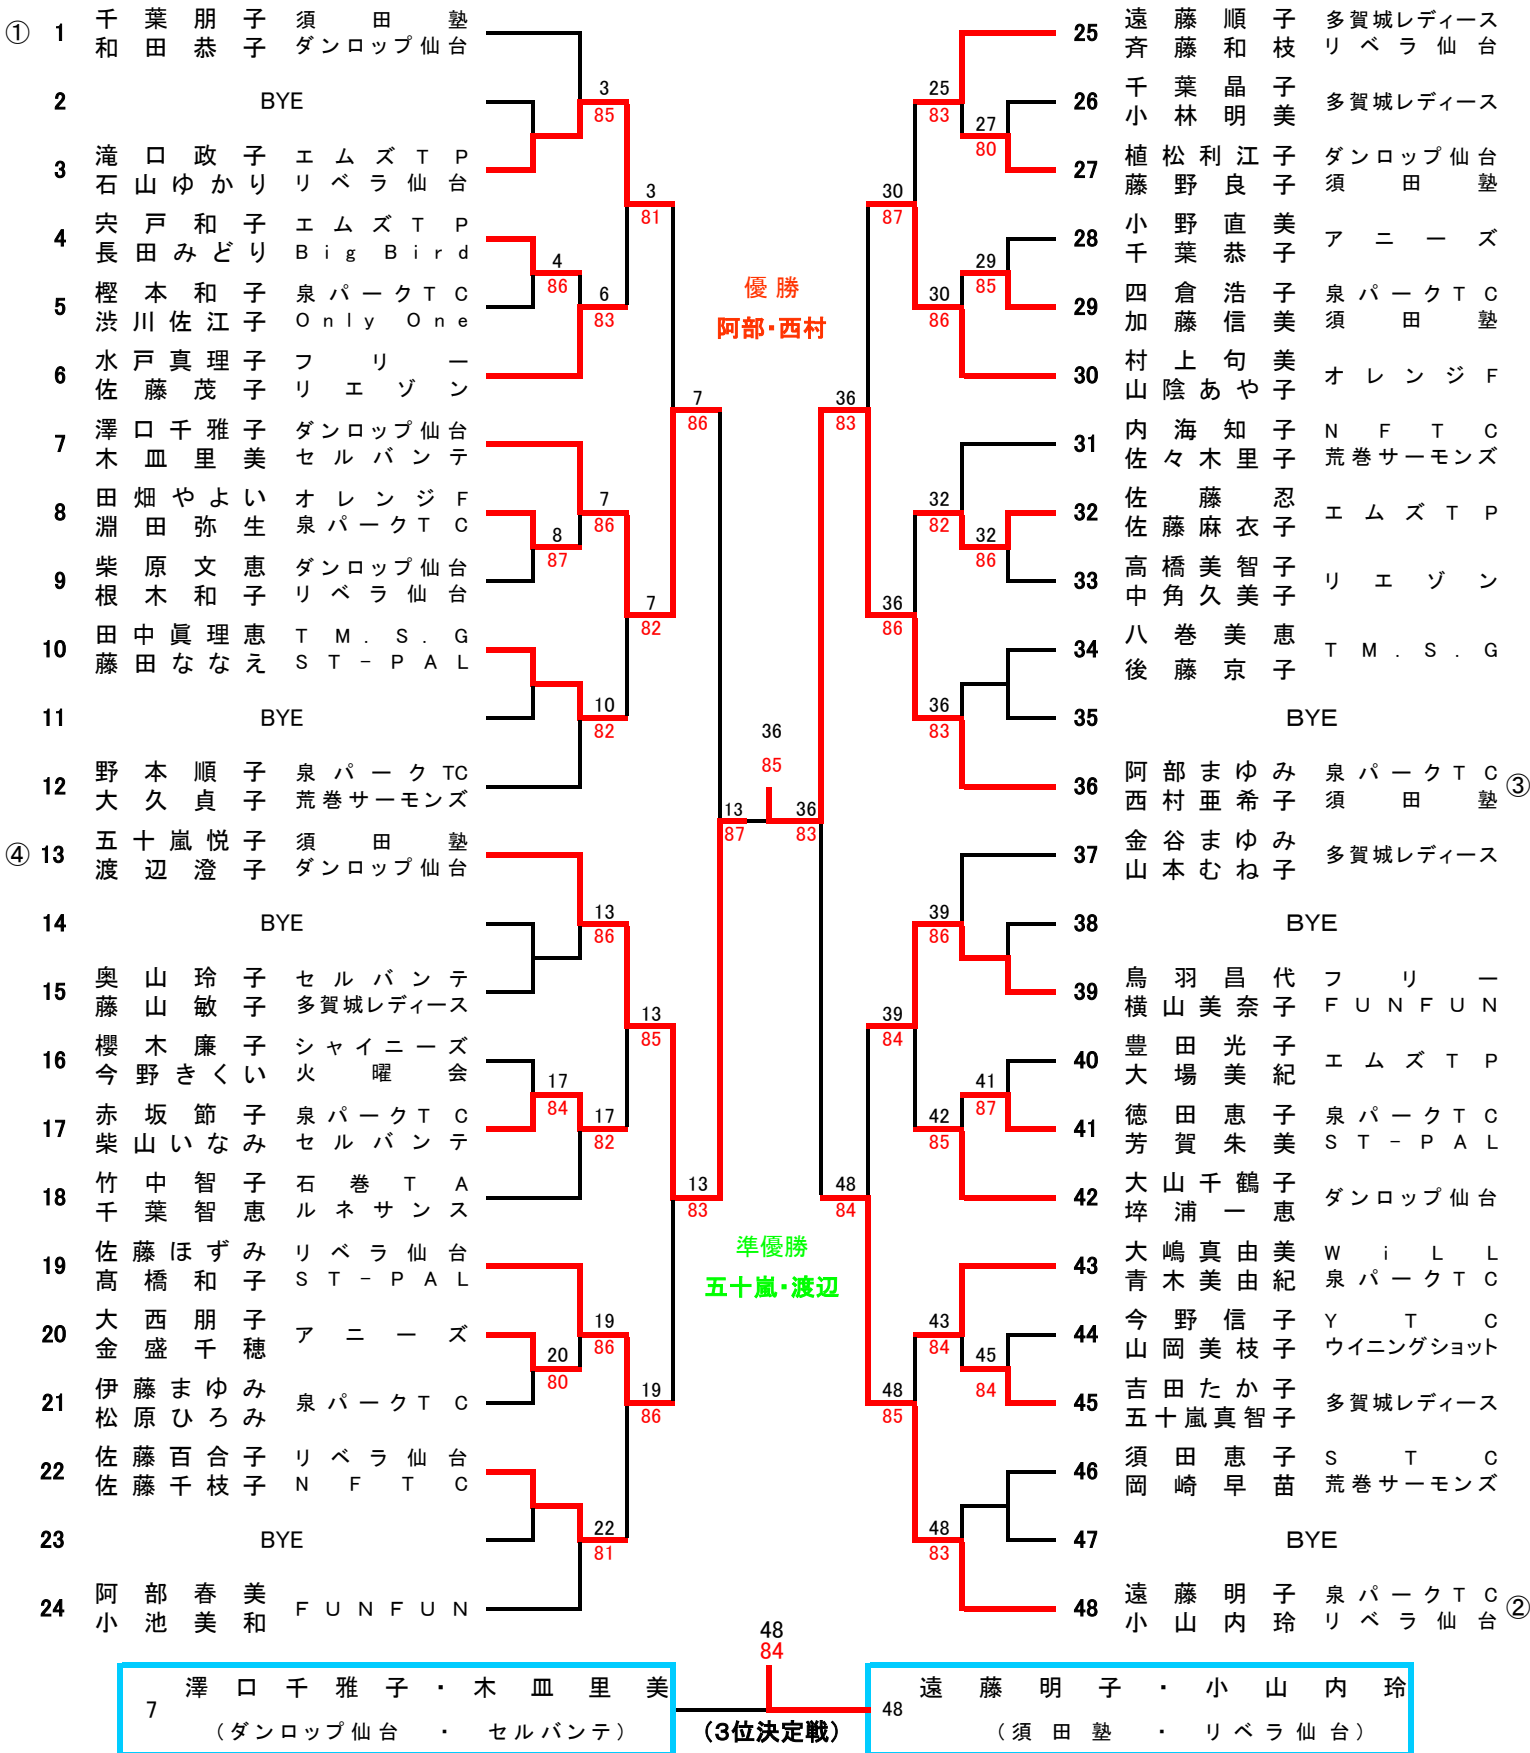 ① 1 千葉朋子 須田塾
和田恭子 ダンロップ仙台
2 BYE
3 滝口政子 エムズTP
石山ゆかり リベラ仙台
4 宍戸和子 エムズTP
長田みどり Big Bird
5 樫本和子 泉パークTC
渋川佐江子 Only One
6 水戸真理子 フリー
佐藤茂子 リエゾン
7 澤口千雅子 ダンロップ仙台
木皿里美 セルバンテ
8 田畑やよい オレンジF
淵田弥生 泉パークTC
9 柴原文恵 ダンロップ仙台
根木和子 リベラ仙台
10 田中眞理恵 TM.S.G
藤田ななえ ST-PAL
11 BYE
12 野本順子 泉パークTC
大久貞子 荒巻サーモンズ
④ 13 五十嵐悦子 須田塾
渡辺澄子 ダンロップ仙台
14 BYE
15 奥山玲子 セルバンテ
藤山敏子 多賀城レディース
16 櫻木廉子 シャイニーズ
今野きくい 火曜会
17 赤坂節子 泉パークTC
柴山いなみ セルバンテ
18 竹中智子 石巻TA
千葉智恵 ルネサンス
19 佐藤ほずみ リベラ仙台
髙橋和子 ST-PAL
20 大西朋子 アニーズ
金盛千穂
21 伊藤まゆみ 泉パークTC
松原ひろみ
22 佐藤百合子 リベラ仙台
佐藤千枝子 NFTC
23 BYE
24 阿部春美 FUNFUN
小池美和
3
85
4
86
6
83
3
81
7
86
8
87
7
86
7
82
10
82
13
86
13
85
17
84
17
82
13
83
19
86
20
80
19
86
22
81
13
87
優勝
阿部・西村
36
85
36
83
準優勝
五十嵐・渡辺
25
83
27
80
30
87
29
85
30
86
36
83
32
82
32
86
36
86
36
83
39
86
39
84
41
87
42
85
48
84
43
84
45
84
48
85
48
83
25 遠藤順子 多賀城レディース
斉藤和枝 リベラ仙台
26 千葉晶子 多賀城レディース
小林明美
27 植松利江子 ダンロップ仙台
藤野良子 須田塾
28 小野直美 アニーズ
千葉恭子
29 四倉浩子 泉パークTC
加藤信美 須田塾
30 村上句美 オレンジF
山陰あや子
31 内海知子 NFTC
佐々木里子 荒巻サーモンズ
32 佐藤忍 エムズTP
佐藤麻衣子
33 高橋美智子 リエゾン
中角久美子
34 八巻美恵 TM.S.G
後藤京子
35 BYE
36 阿部まゆみ 泉パークTC ③
西村亜希子 須田塾
37 金谷まゆみ 多賀城レディース
山本むね子
38 BYE
39 鳥羽昌代 フリー
横山美奈子 FUNFUN
40 豊田光子 エムズTP
大場美紀
41 徳田恵子 泉パークTC
芳賀朱美 ST-PAL
42 大山千鶴子 ダンロップ仙台
埣浦一恵
43 大嶋真由美 WiLL
青木美由紀 泉パークTC
44 今野信子 YTC
山岡美枝子 ウイニングショット
45 吉田たか子 多賀城レディース
五十嵐真智子
46 須田恵子 STC
岡崎早苗 荒巻サーモンズ
47 BYE
48 遠藤明子 泉パークTC ②
小山内玲 リベラ仙台
48
84
7 澤口千雅子・木皿里美
(ダンロップ仙台 ・ セルバンテ)
(3位決定戦)
48 遠藤明子・小山内玲
(須田塾 ・ リベラ仙台)